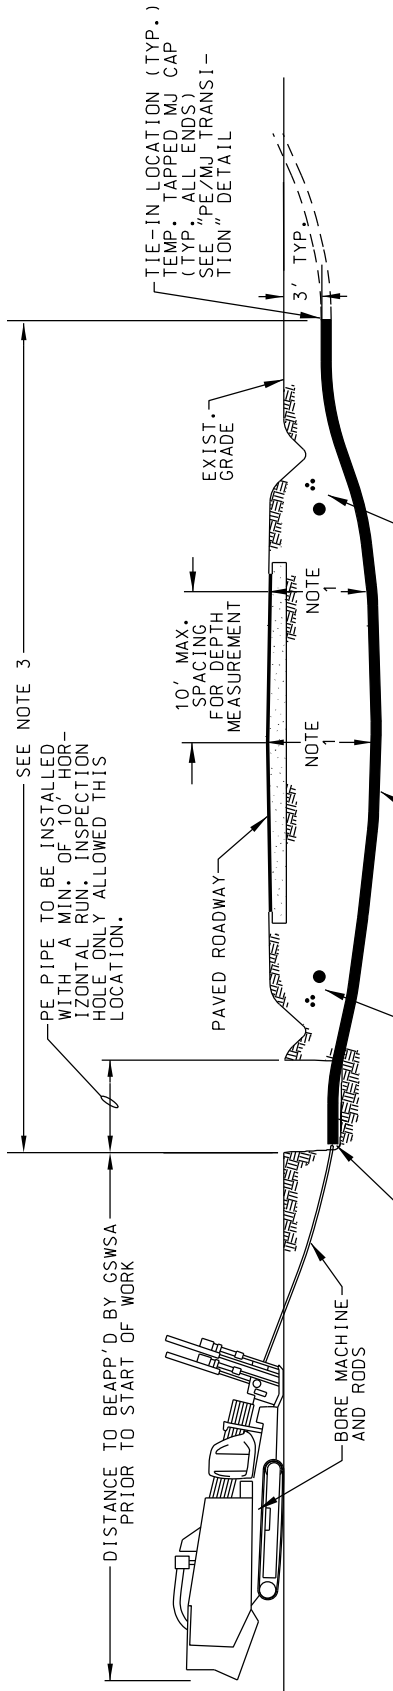 DISTANCE TO BEAPP'D BY GSWSA
PRIOR TO START OF WORK
PE PIPE TO BE INSTALLED
WITH A MIN. OF 10' HOR-
IZONTAL RUN. INSPECTION
HOLE ONLY ALLOWED THIS
LOCATION.
SEE NOTE 3
TIE-IN LOCATION (TYP.)
TEMP. TAPPED MJ CAP
(TYP. ALL ENDS)
SEE "PE/MJ TRANSI-
TION" DETAIL
10' MAX.
SPACING
FOR DEPTH
MEASUREMENT
EXIST.
GRADE
PAVED ROADWAY
3' TYP.
NOTE
1
NOTE
1
BORE MACHINE
AND RODS